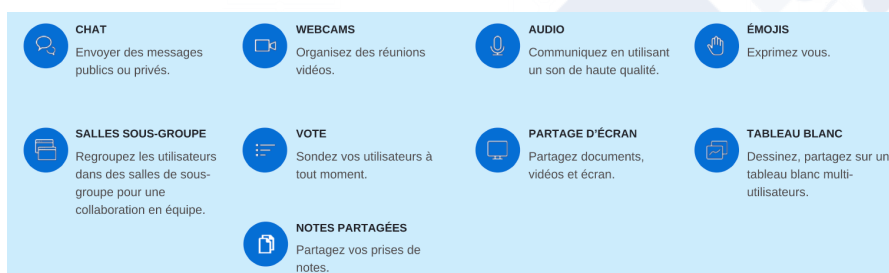 CHAT
Envoyer des messages
publics ou privés.
WEBCAMS
Organisez des réunions
vidéos.
AUDIO
Communiquez en utilisant
un son de haute qualité.
ÉMOJIS
Exprimez vous.
SALLES SOUS-GROUPE
Regroupez les utilisateurs
dans des salles de sous-
groupe pour une
collaboration en équipe.
VOTE
Sondez vos utilisateurs à
tout moment.
PARTAGE D'ÉCRAN
Partagez documents,
vidéos et écran.
TABLEAU BLANC
Dessinez, partagez sur un
tableau blanc multi-
utilisateurs.
NOTES PARTAGÉES
Partagez vos prises de
notes.